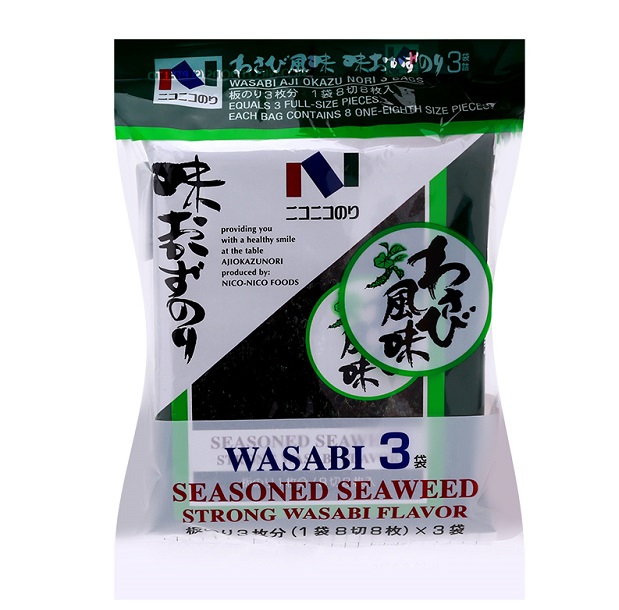 ニコニコのり
わさび風味 味おかずのり 3袋詰
WASABI AJI OKAZU NORI 3 BAGS
板のり3枚分 1袋8切8枚入
EQUALS 3 FULL-SIZE PIECES.
EACH BAG CONTAINS 8 ONE-EIGHTH SIZE PIECES
味おかずのり
ニコニコのり
providing you
with a healthy smile
at the table
AJIOKAZUNORI
produced by:
NICO-NICO FOODS
わさび
風味
風味
SEASONED SEAWEED
WASABI 3袋
SEASONED SEAWEED
STRONG WASABI FLAVOR
板のり3枚分(1袋8切8枚)×3袋